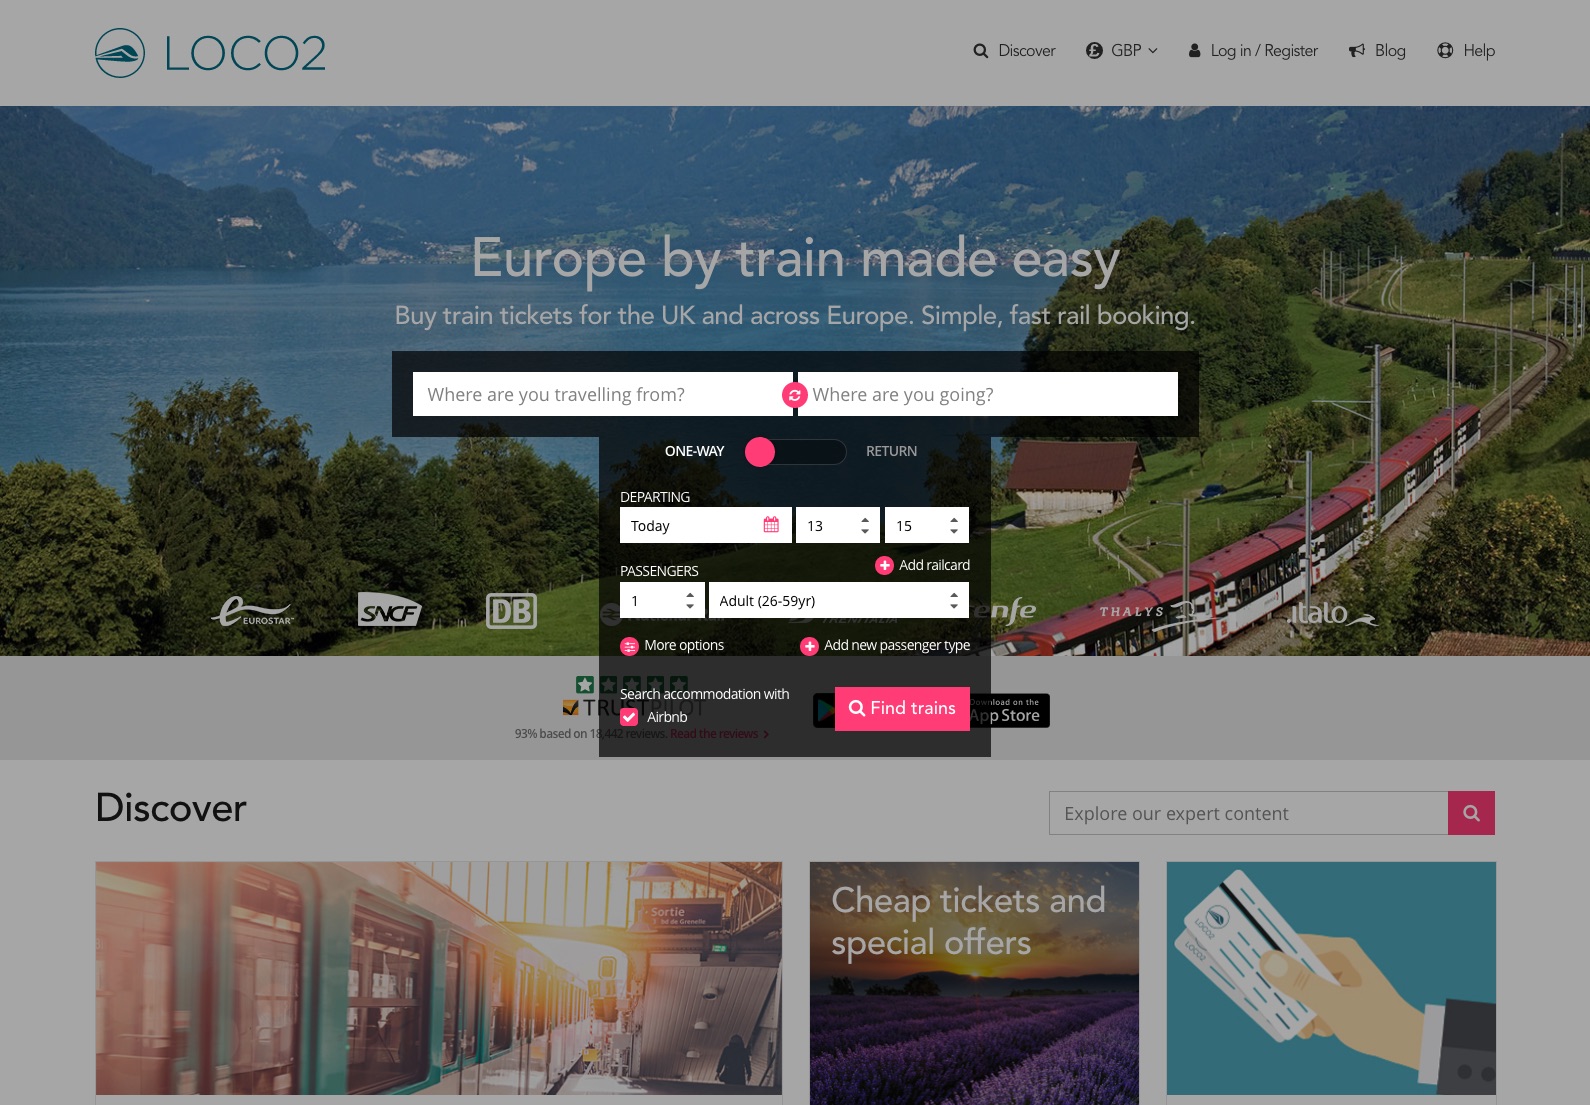 LOCO2
Discover
GBP
Log in / Register
Blog
Help
Europe by train made easy
Buy train tickets for the UK and across Europe. Simple, fast rail booking.
Where are you travelling from?
Where are you going?
ONE-WAY
RETURN
DEPARTING
Today
13
15
Add railcard
PASSENGERS
1
Adult (26-59yr)
EUROSTAR
SNCF
DB
TRENITALIA
enfe
THALYS
.italo
More options
Add new passenger type
Search accommodation with
Airbnb
Find trains
TRUSTPILOT
93% based on 18,442 reviews. Read the reviews
Download on the
App Store
Discover
Explore our expert content
Sortie
bd de Grenelle
Cheap tickets and
special offers
LOCO2
LOCO2